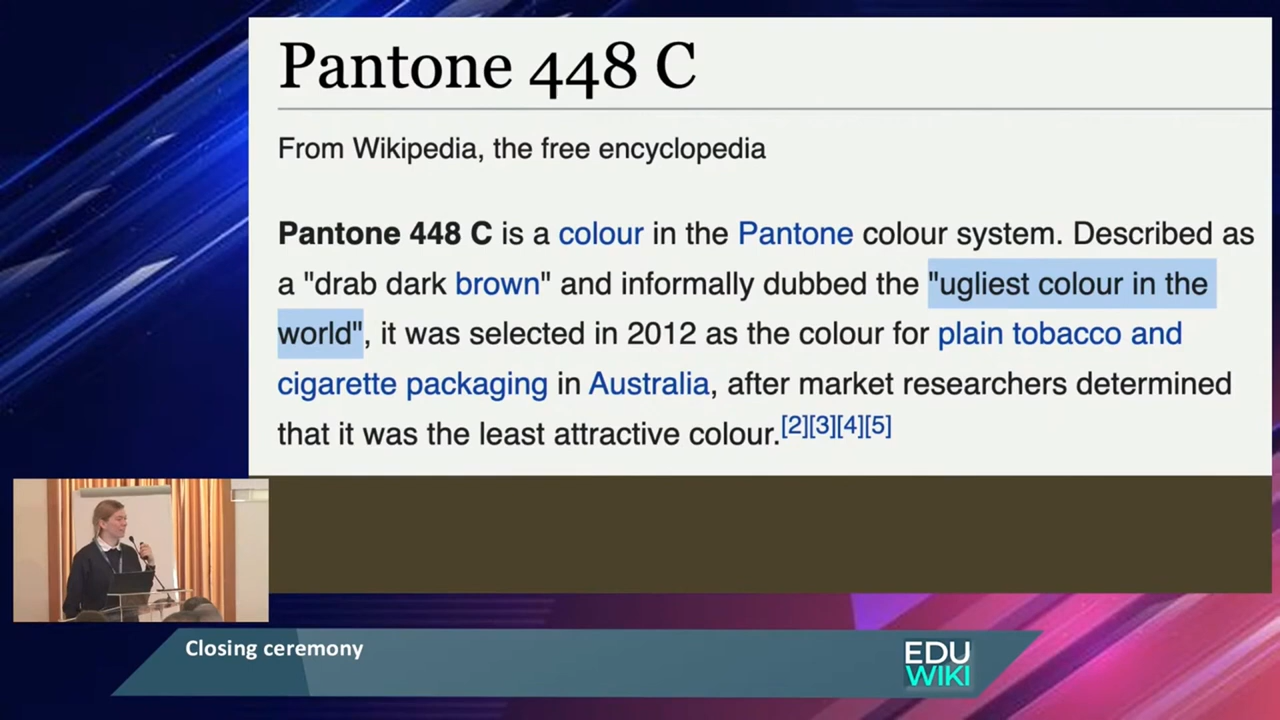 Pantone 448 C
From Wikipedia, the free encyclopedia
Pantone 448 C is a colour in the Pantone colour system. Described as
a "drab dark brown" and informally dubbed the "ugliest colour in the
world", it was selected in 2012 as the colour for plain tobacco and
cigarette packaging in Australia, after market researchers determined
that it was the least attractive colour.[2][3][4][5]
Closing ceremony
EDU
WIKI